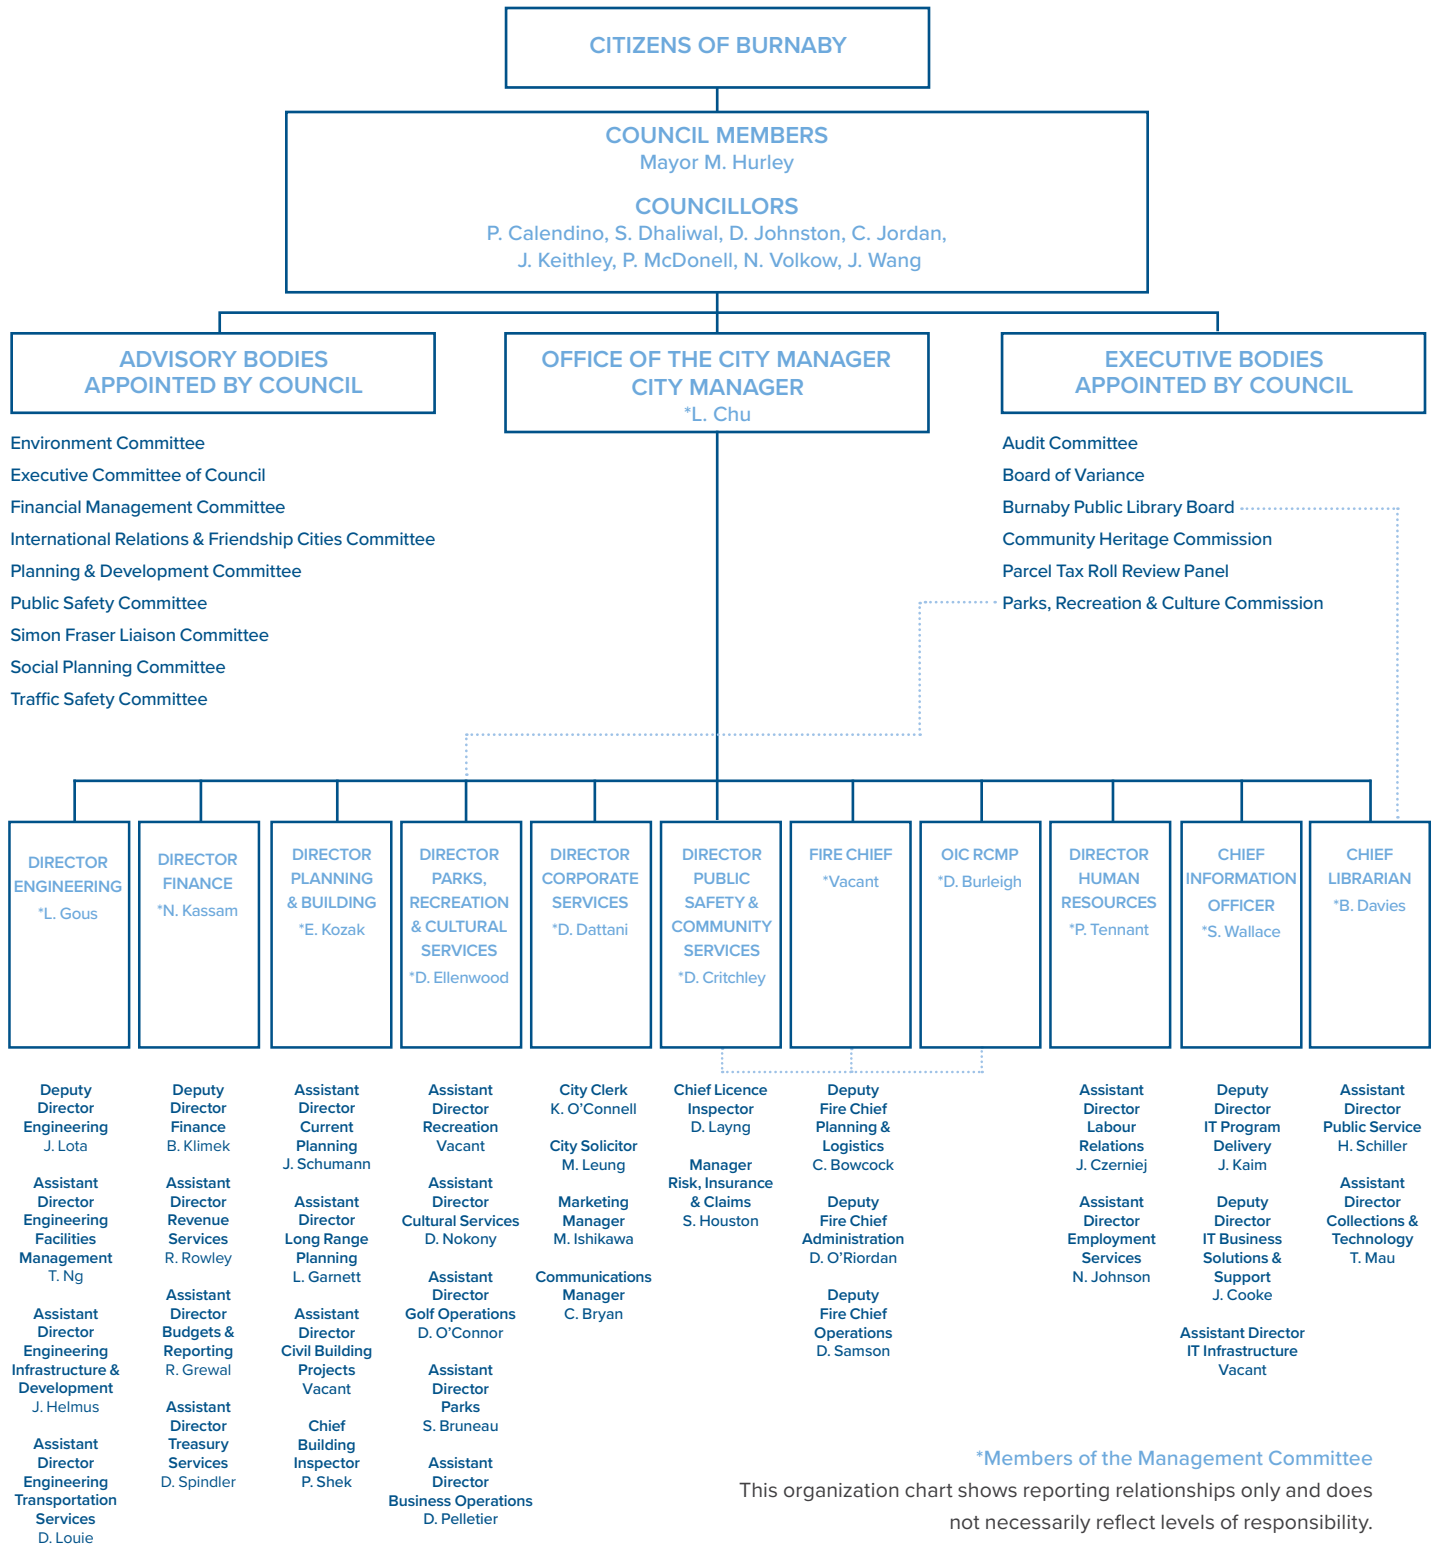 CITIZENS OF BURNABY
COUNCIL MEMBERS
Mayor M. Hurley
COUNCILLORS
P. Calendino, S. Dhaliwal, D. Johnston, C. Jordan,
J. Keithley, P. McDonell, N. Volkow, J. Wang
ADVISORY BODIES
APPOINTED BY COUNCIL
Environment Committee
Executive Committee of Council
Financial Management Committee
International Relations & Friendship Cities Committee
Planning & Development Committee
Public Safety Committee
Simon Fraser Liaison Committee
Social Planning Committee
Traffic Safety Committee
OFFICE OF THE CITY MANAGER
CITY MANAGER
*L. Chu
EXECUTIVE BODIES
APPOINTED BY COUNCIL
Audit Committee
Board of Variance
Burnaby Public Library Board
Community Heritage Commission
Parcel Tax Roll Review Panel
Parks, Recreation & Culture Commission
DIRECTOR
ENGINEERING
*L. Gous
DIRECTOR
FINANCE
*N. Kassam
DIRECTOR
PLANNING
& BUILDING
*E. Kozak
DIRECTOR
PARKS,
RECREATION
& CULTURAL
SERVICES
*D. Ellenwood
DIRECTOR
CORPORATE
SERVICES
*D. Dattani
DIRECTOR
PUBLIC
SAFETY &
COMMUNITY
SERVICES
*D. Critchley
FIRE CHIEF
*Vacant
OIC RCMP
*D. Burleigh
DIRECTOR
HUMAN
RESOURCES
*P. Tennant
CHIEF
INFORMATION
OFFICER
*S. Wallace
CHIEF
LIBRARIAN
*B. Davies
Deputy
Director
Engineering
J. Lota
Assistant
Director
Engineering
Facilities
Management
T. Ng
Assistant
Director
Engineering
Infrastructure &
Development
J. Helmus
Assistant
Director
Engineering
Transportation
Services
D. Louie
Deputy
Director
Finance
B. Klimek
Assistant
Director
Revenue
Services
R. Rowley
Assistant
Director
Budgets &
Reporting
R. Grewal
Assistant
Director
Treasury
Services
D. Spindler
Assistant
Director
Current
Planning
J. Schumann
Assistant
Director
Long Range
Planning
L. Garnett
Assistant
Director
Civil Building
Projects
Vacant
Chief
Building
Inspector
P. Shek
Assistant
Director
Recreation
Vacant
Assistant
Director
Cultural Services
D. Nokony
Assistant
Director
Golf Operations
D. O’Connor
Assistant
Director
Parks
S. Bruneau
Assistant
Director
Business Operations
D. Pelletier
City Clerk
K. O’Connell
City Solicitor
M. Leung
Marketing
Manager
M. Ishikawa
Communications
Manager
C. Bryan
Chief Licence
Inspector
D. Layng
Manager
Risk, Insurance
& Claims
S. Houston
Deputy
Fire Chief
Planning &
Logistics
C. Bowcock
Deputy
Fire Chief
Administration
D. O’Riordan
Deputy
Fire Chief
Operations
D. Samson
Assistant
Director
Labour
Relations
J. Czerniej
Assistant
Director
Employment
Services
N. Johnson
Deputy
Director
IT Program
Delivery
J. Kaim
Deputy
Director
IT Business
Solutions &
Support
J. Cooke
Assistant Director
IT Infrastructure
Vacant
Assistant
Director
Public Service
H. Schiller
Assistant
Director
Collections &
Technology
T. Mau
*Members of the Management Committee
This organization chart shows reporting relationships only and does
not necessarily reflect levels of responsibility.